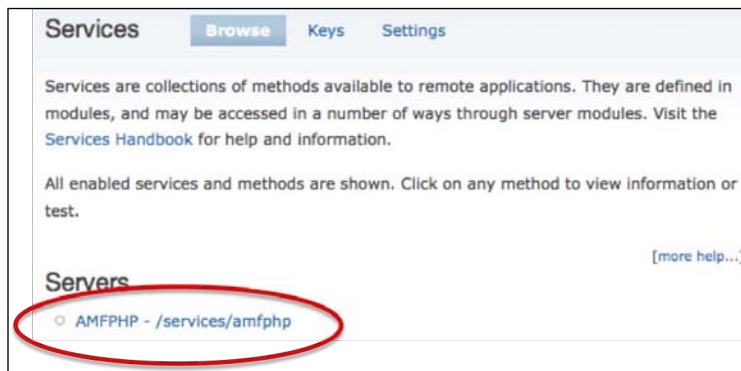 Services Browse Keys Settings
Services are collections of methods available to remote applications. They are defined in
modules, and may be accessed in a number of ways through server modules. Visit the
Services Handbook for help and information.
All enabled services and methods are shown. Click on any method to view information or
test.
[more help...]
Servers
AMFPHP - /services/amfphp